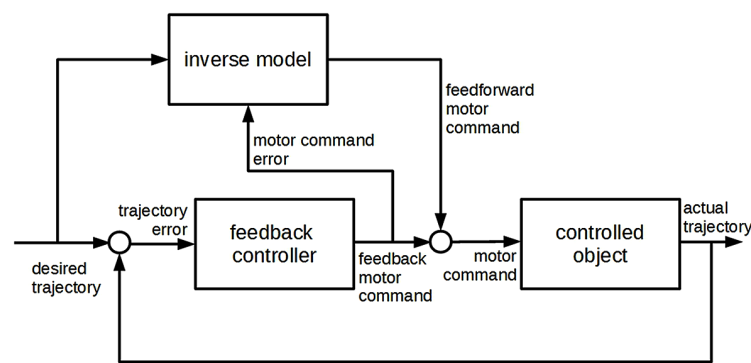 inverse model
feedforward
motor
command
motor command
error
trajectory
error
feedback
controller
controlled
object
actual
trajectory
desired
trajectory
feedback
motor
command
motor
command